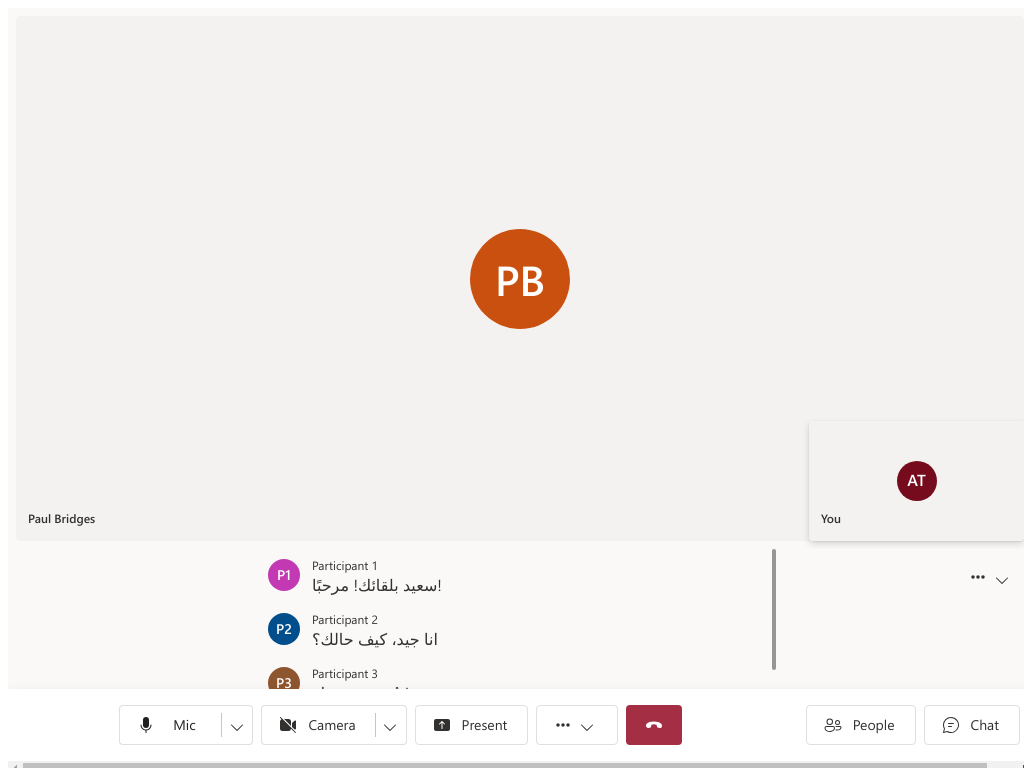 PB
AT
Paul Bridges
You
P1
Participant 1
سعيد بلقائك! مرحبًا!
P2
Participant 2
انا جيد، كيف حالك؟
P3
Participant 3
Mic
Camera
Present
People
Chat